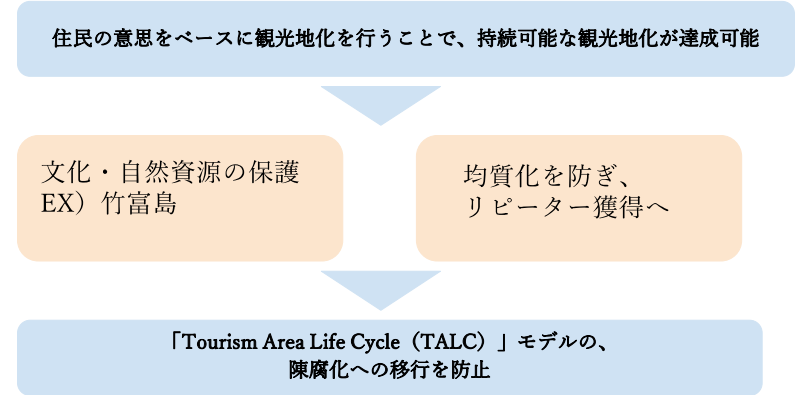 住民の意思をベースに観光地化を行うことで、持続可能な観光地化が達成可能
文化・自然資源の保護
EX）竹富島
均質化を防ぎ、
リピーター獲得へ
「Tourism Area Life Cycle（TALC）」モデルの、
陳腐化への移行を防止